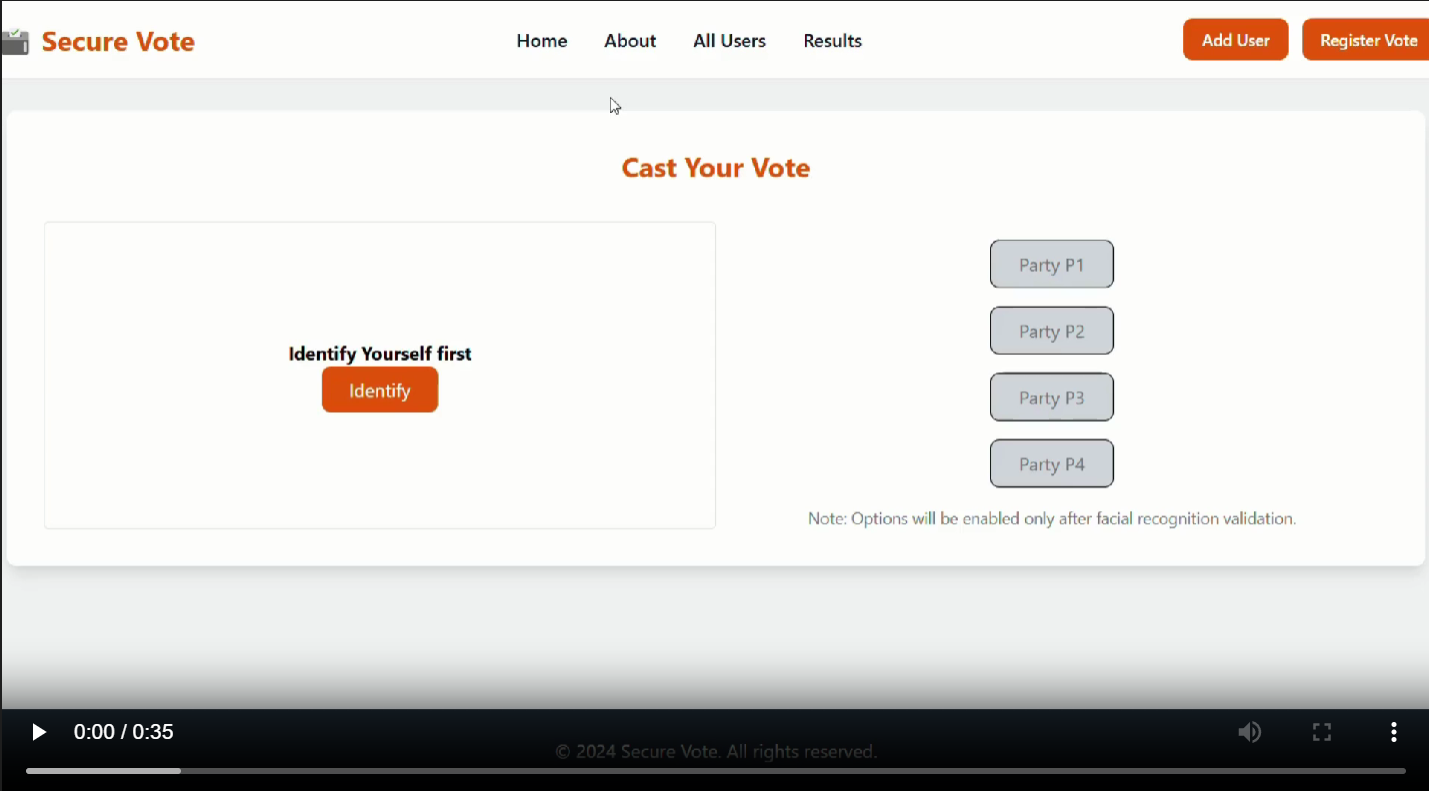 Secure Vote Home About All Users Results Add User Register Vote
Cast Your Vote
Identify Yourself first
Identify
Party P1
Party P2
Party P3
Party P4
Note: Options will be enabled only after facial recognition validation.
0:00 / 0:35
© 2024 Secure Vote. All rights reserved.